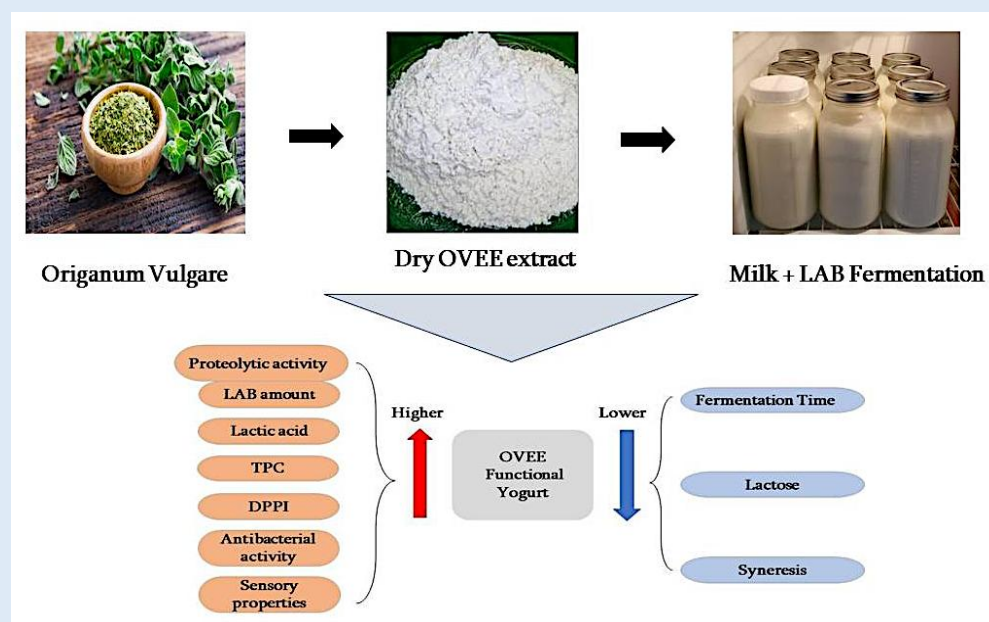 Origanum Vulgare
Dry OVEE extract
Milk + LAB Fermentation
Proteolytic activity
LAB amount
Lactic acid
TPC
DPPI
Antibacterial
activity
Sensory
properties
Higher
OVEE
Functional
Yogurt
Lower
Fermentation Time
Lactose
Syneresis